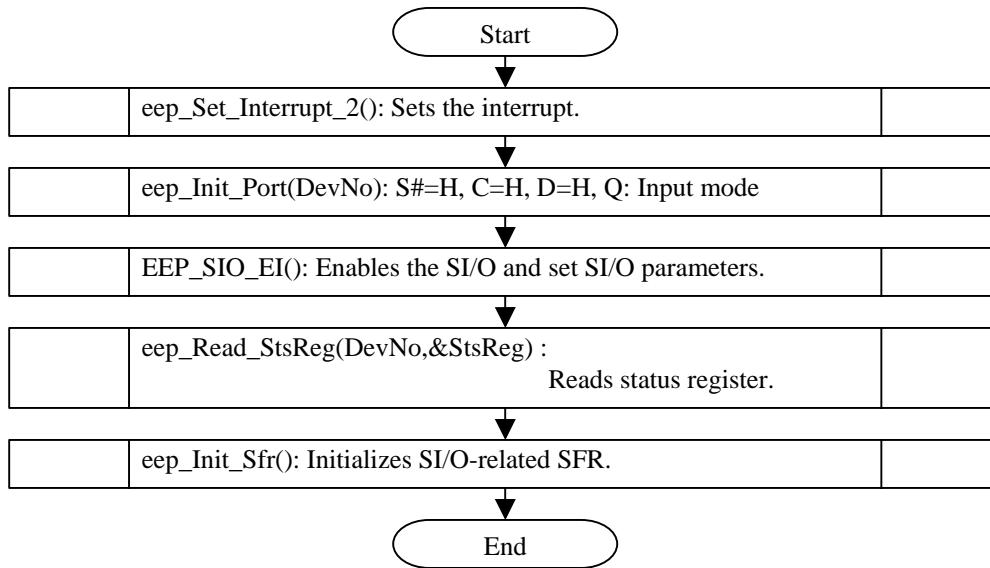 Start
eep_Set_Interrupt_2(): Sets the interrupt.
eep_Init_Port(DevNo): S#=H, C=H, D=H, Q: Input mode
EEP_SIO_EI(): Enables the SI/O and set SI/O parameters.
eep_Read_StsReg(DevNo,&StsReg) :
Reads status register.
eep_Init_Sfr(): Initializes SI/O-related SFR.
End